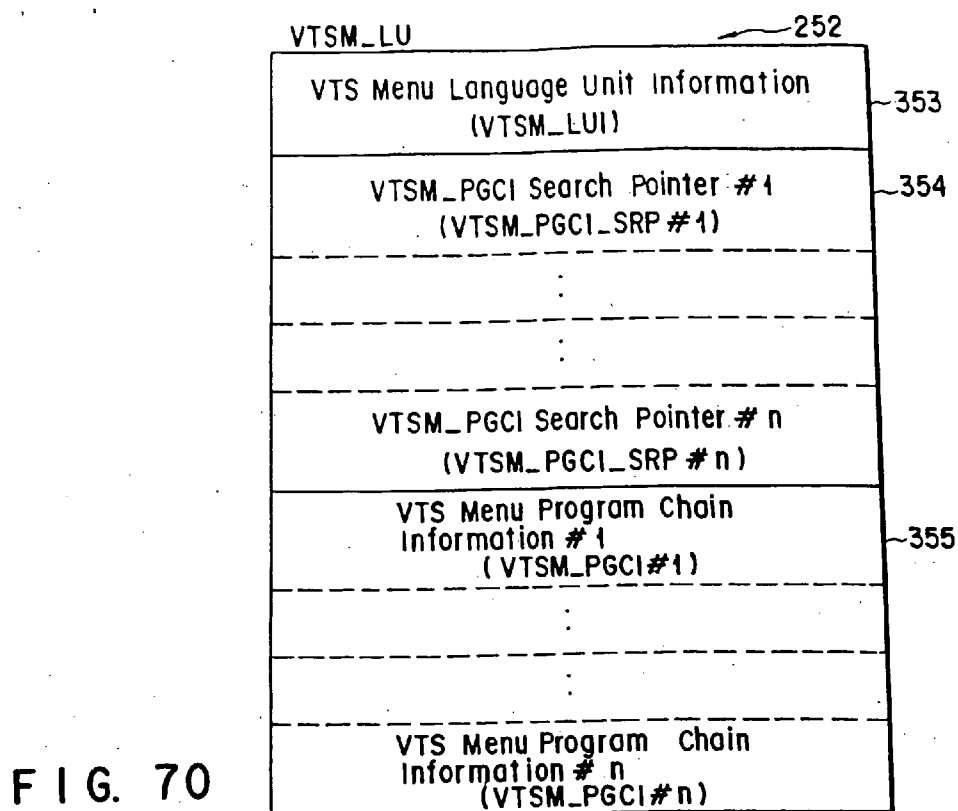 VTSM_LU
252
VTS Menu Language Unit Information
(VTSM_LUI)
353
VTSM_PGCI Search Pointer #1
(VTSM_PGCI_SRP #1)
354
VTSM_PGCI Search Pointer # n
(VTSM_PGCI_SRP # n)
VTS Menu Program Chain
Information #1
(VTSM_PGCI#1)
355
VTS Menu Program Chain
Information # n
(VTSM_PGCI# n)
FIG. 70